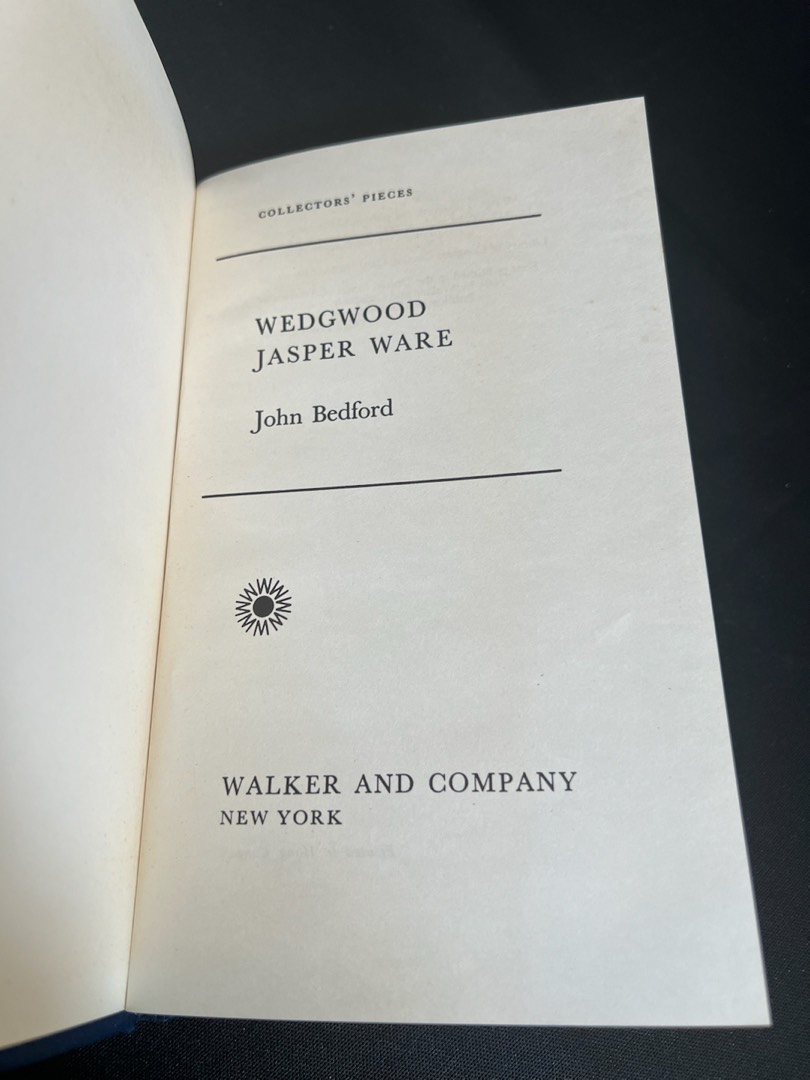 COLLECTORS' PIECES
WEDGWOOD
JASPER WARE
John Bedford
WALKER AND COMPANY
NEW YORK